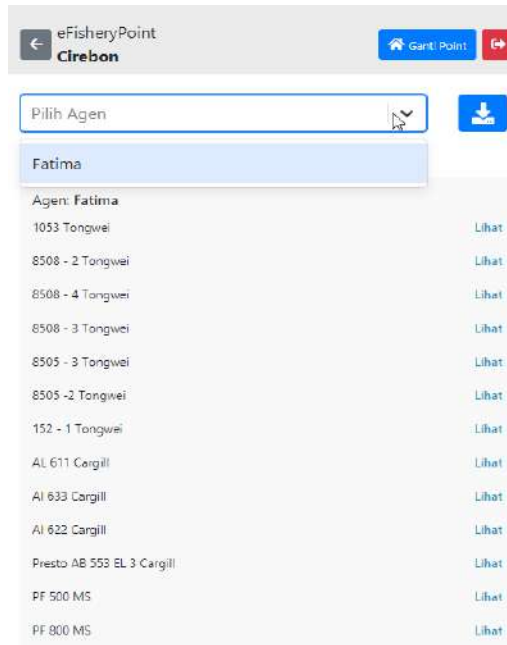 eFisheryPoint
Cirebon
Ganti Point
Pilih Agen
Fatima
Agen: Fatima
1053 Tongwei Lihat
8508 - 2 Tongwei Lihat
8508 - 4 Tongwei Lihat
8508 - 3 Tongwei Lihat
8505 - 3 Tongwei Lihat
8505 -2 Tongwei Lihat
152 - 1 Tongwei Lihat
AL 611 Cargill Lihat
Al 633 Cargill Lihat
Al 622 Cargill Lihat
Presto AB 553 EL 3 Cargill Lihat
PF 500 MS Lihat
PF 800 MS Lihat